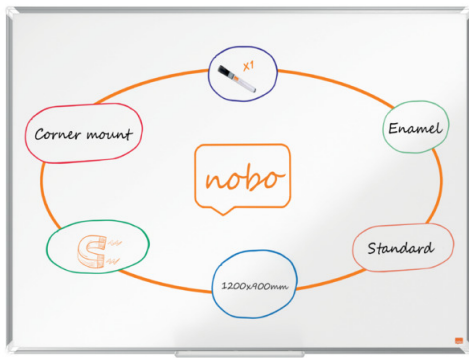 X1
Corner mount
Enamel
nobo
Standard
1200x900mm